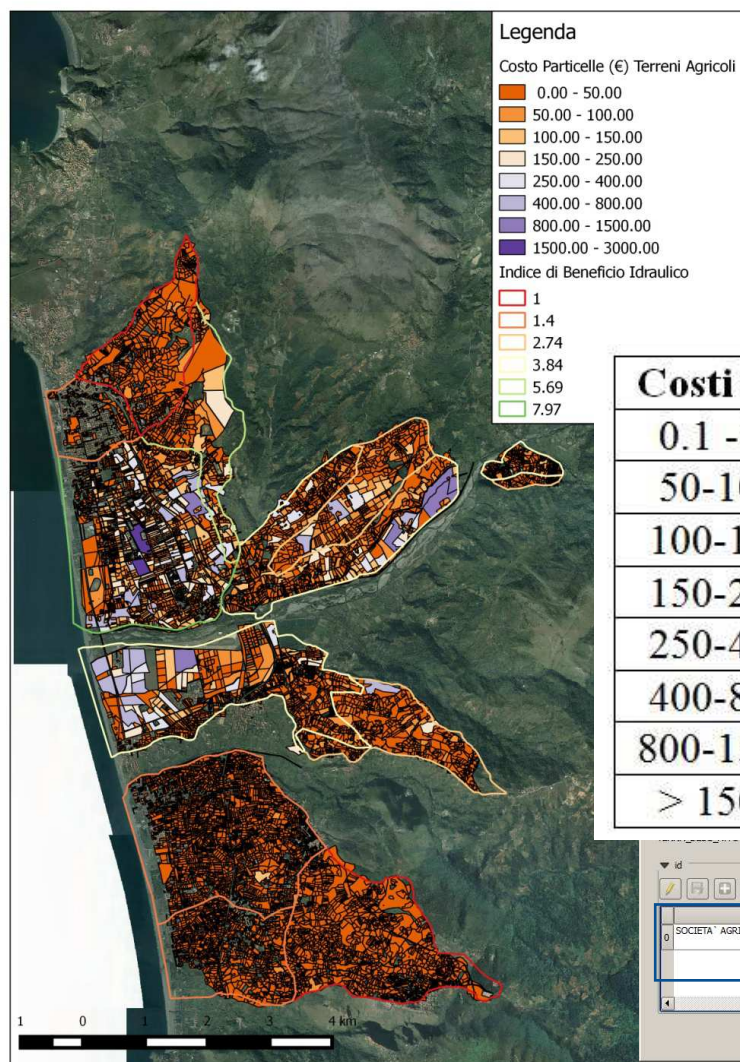 Legenda
Costo Particelle (€) Terreni Agricoli
0.00 - 50.00
50.00 - 100.00
100.00 - 150.00
150.00 - 250.00
250.00 - 400.00
400.00 - 800.00
800.00 - 1500.00
1500.00 - 3000.00
Indice di Beneficio Idraulico
1
1.4
2.74
3.84
5.69
7.97
Costi
0.1 -
50-10
100-1
150-2
250-4
400-8
800-1
> 150
id
0 SOCIETA` AGRI
1 0 1 2 3 4 km